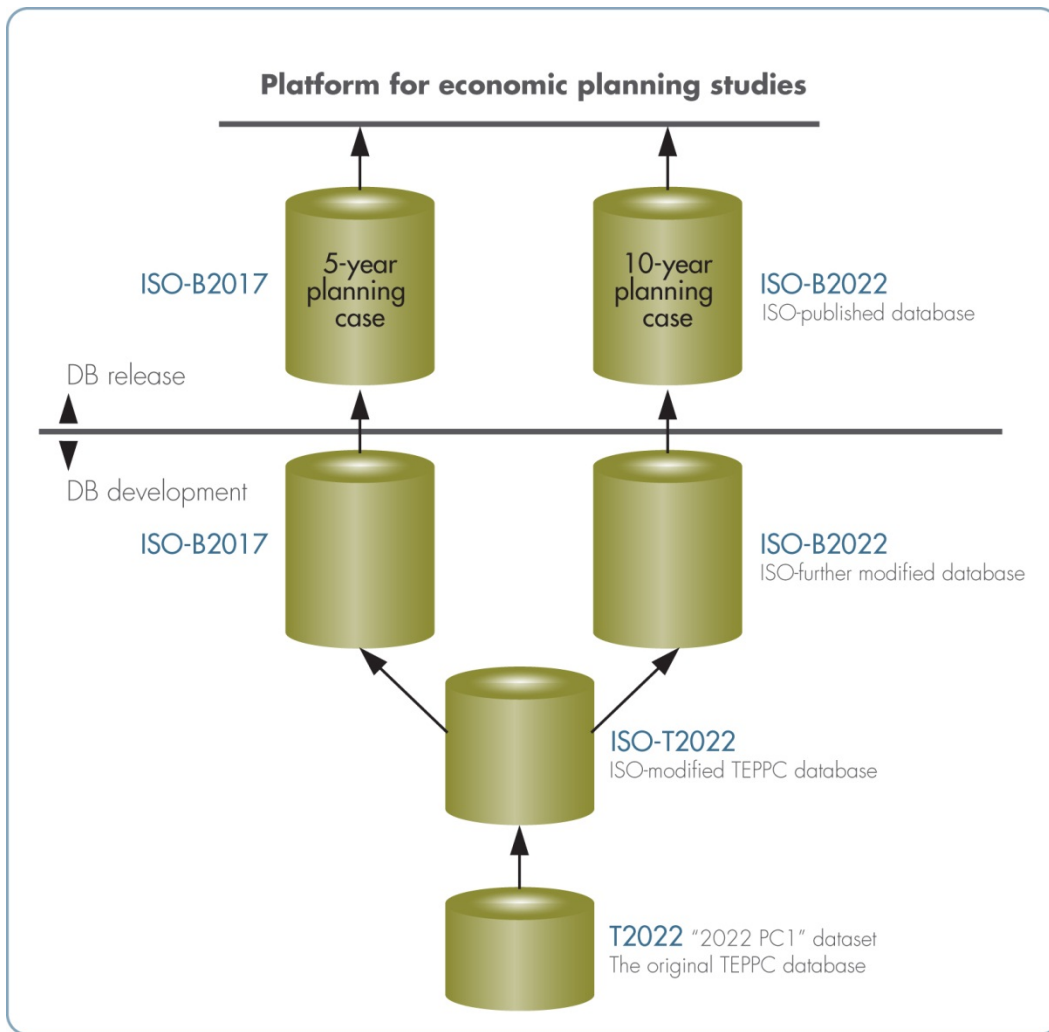 Platform for economic planning studies
ISO-B2017
5-year
planning
case
10-year
planning
case
ISO-B2022
ISO-published database
DB release
DB development
ISO-B2017
ISO-B2022
ISO-further modified database
ISO-T2022
ISO-modified TEPPC database
T2022 “2022 PC1” dataset
The original TEPPC database